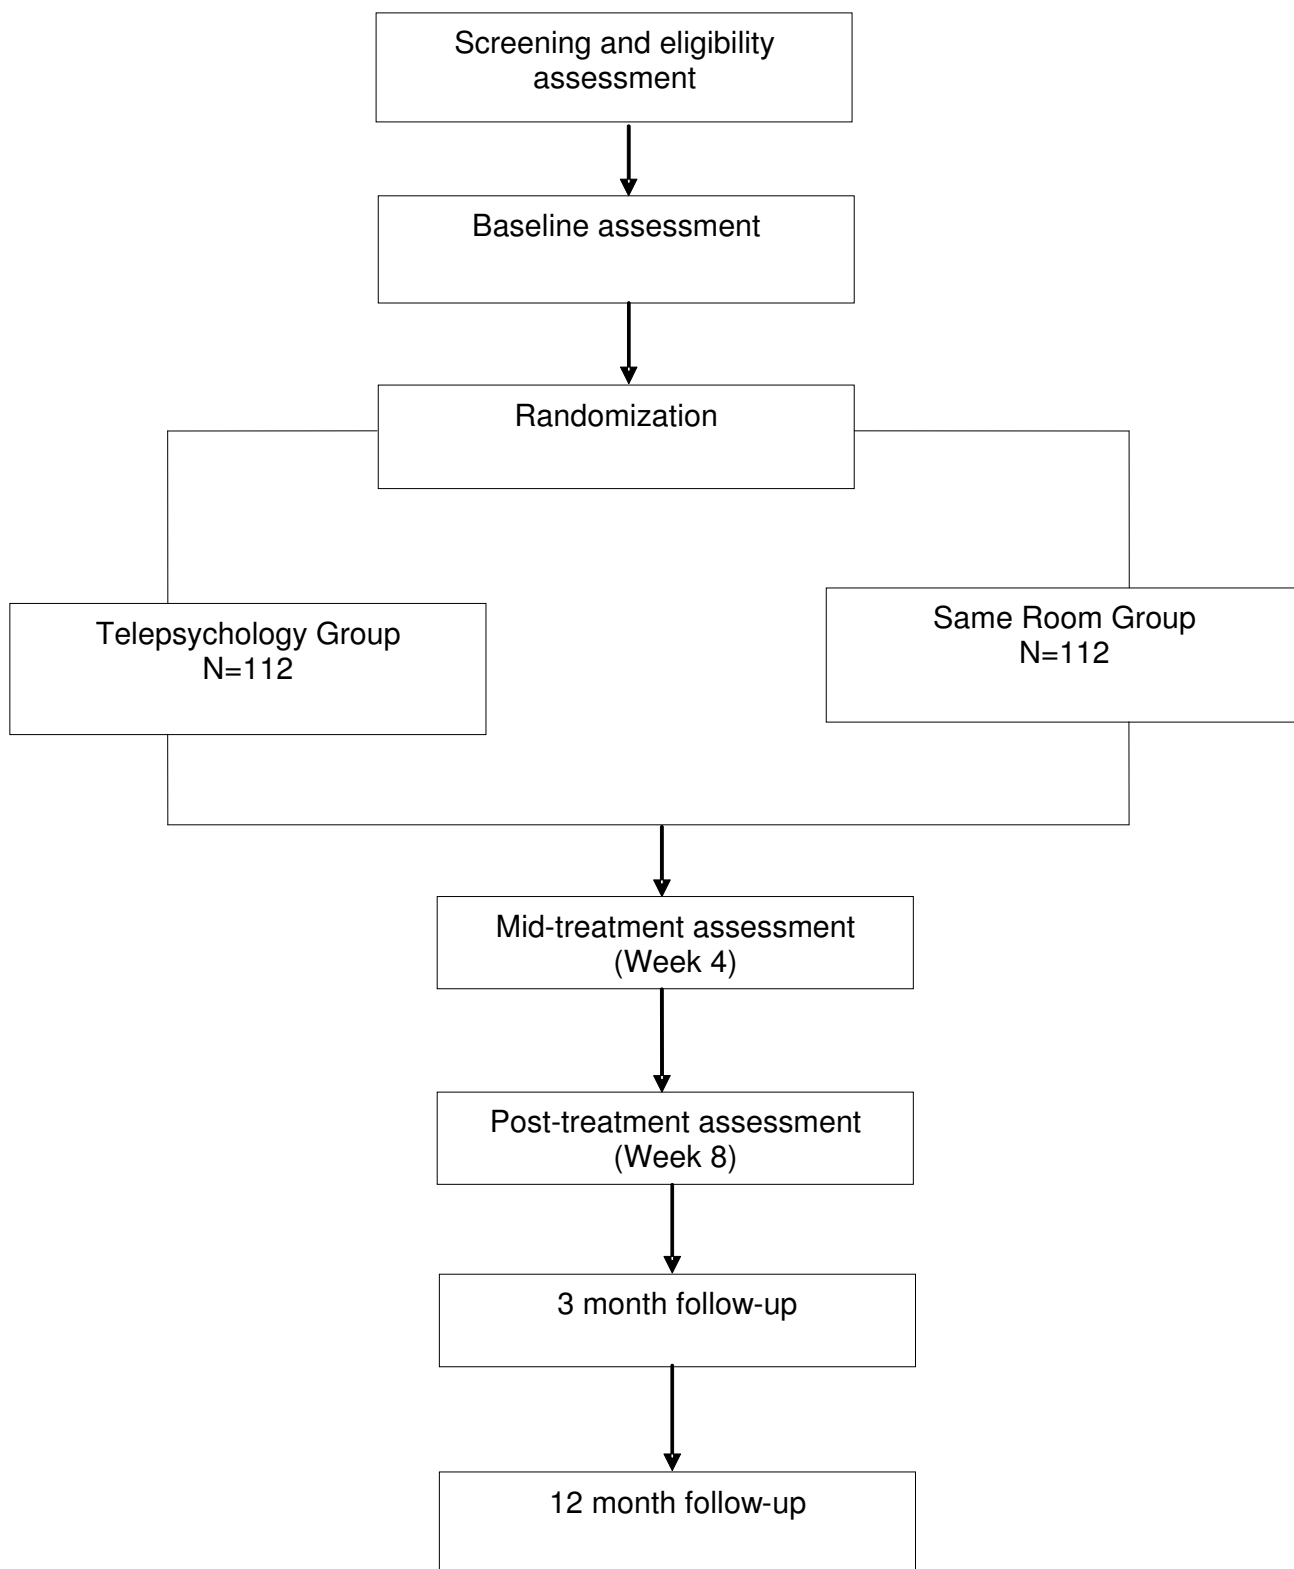 Screening and eligibility
assessment
Baseline assessment
Randomization
Telepsychology Group
N=112
Same Room Group
N=112
Mid-treatment assessment
(Week 4)
Post-treatment assessment
(Week 8)
3 month follow-up
12 month follow-up